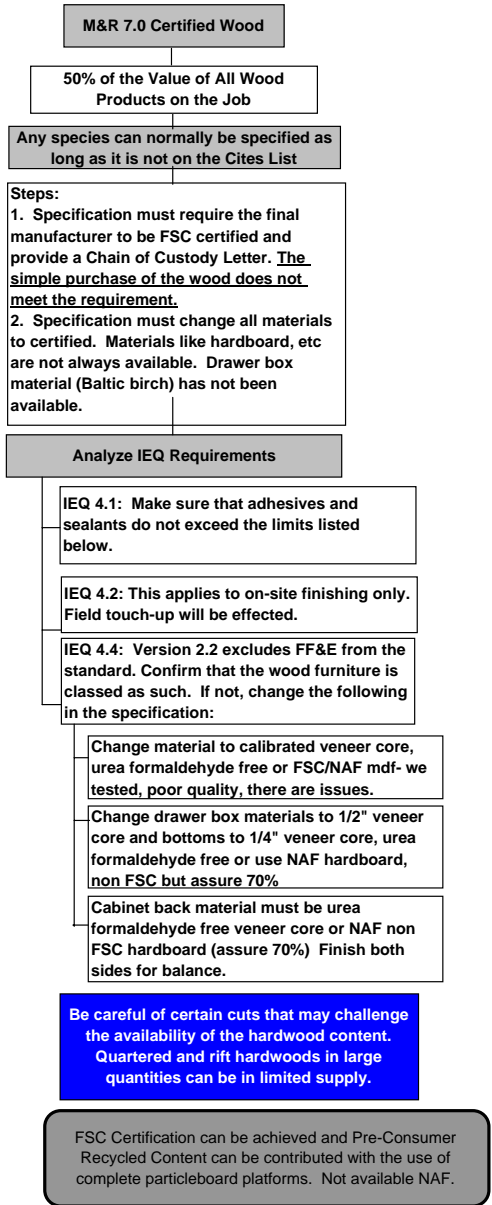 M&R 7.0 Certified Wood
50% of the Value of All Wood
Products on the Job
Any species can normally be specified as
long as it is not on the Cites List
Steps:
1. Specification must require the final
manufacturer to be FSC certified and
provide a Chain of Custody Letter. The
simple purchase of the wood does not
meet the requirement.
2. Specification must change all materials
to certified. Materials like hardboard, etc
are not always available. Drawer box
material (Baltic birch) has not been
available.
Analyze IEQ Requirements
IEQ 4.1: Make sure that adhesives and
sealants do not exceed the limits listed
below.
IEQ 4.2: This applies to on-site finishing only.
Field touch-up will be effected.
IEQ 4.4: Version 2.2 excludes FF&E from the
standard. Confirm that the wood furniture is
classed as such. If not, change the following
in the specification:
Change material to calibrated veneer core,
urea formaldehyde free or FSC/NAF mdf- we
tested, poor quality, there are issues.
Change drawer box materials to 1/2" veneer
core and bottoms to 1/4" veneer core, urea
formaldehyde free or use NAF hardboard,
non FSC but assure 70%
Cabinet back material must be urea
formaldehyde free veneer core or NAF non
FSC hardboard (assure 70%) Finish both
sides for balance.
Be careful of certain cuts that may challenge
the availability of the hardwood content.
Quartered and rift hardwoods in large
quantities can be in limited supply.
FSC Certification can be achieved and Pre-Consumer
Recycled Content can be contributed with the use of
complete particleboard platforms. Not available NAF.